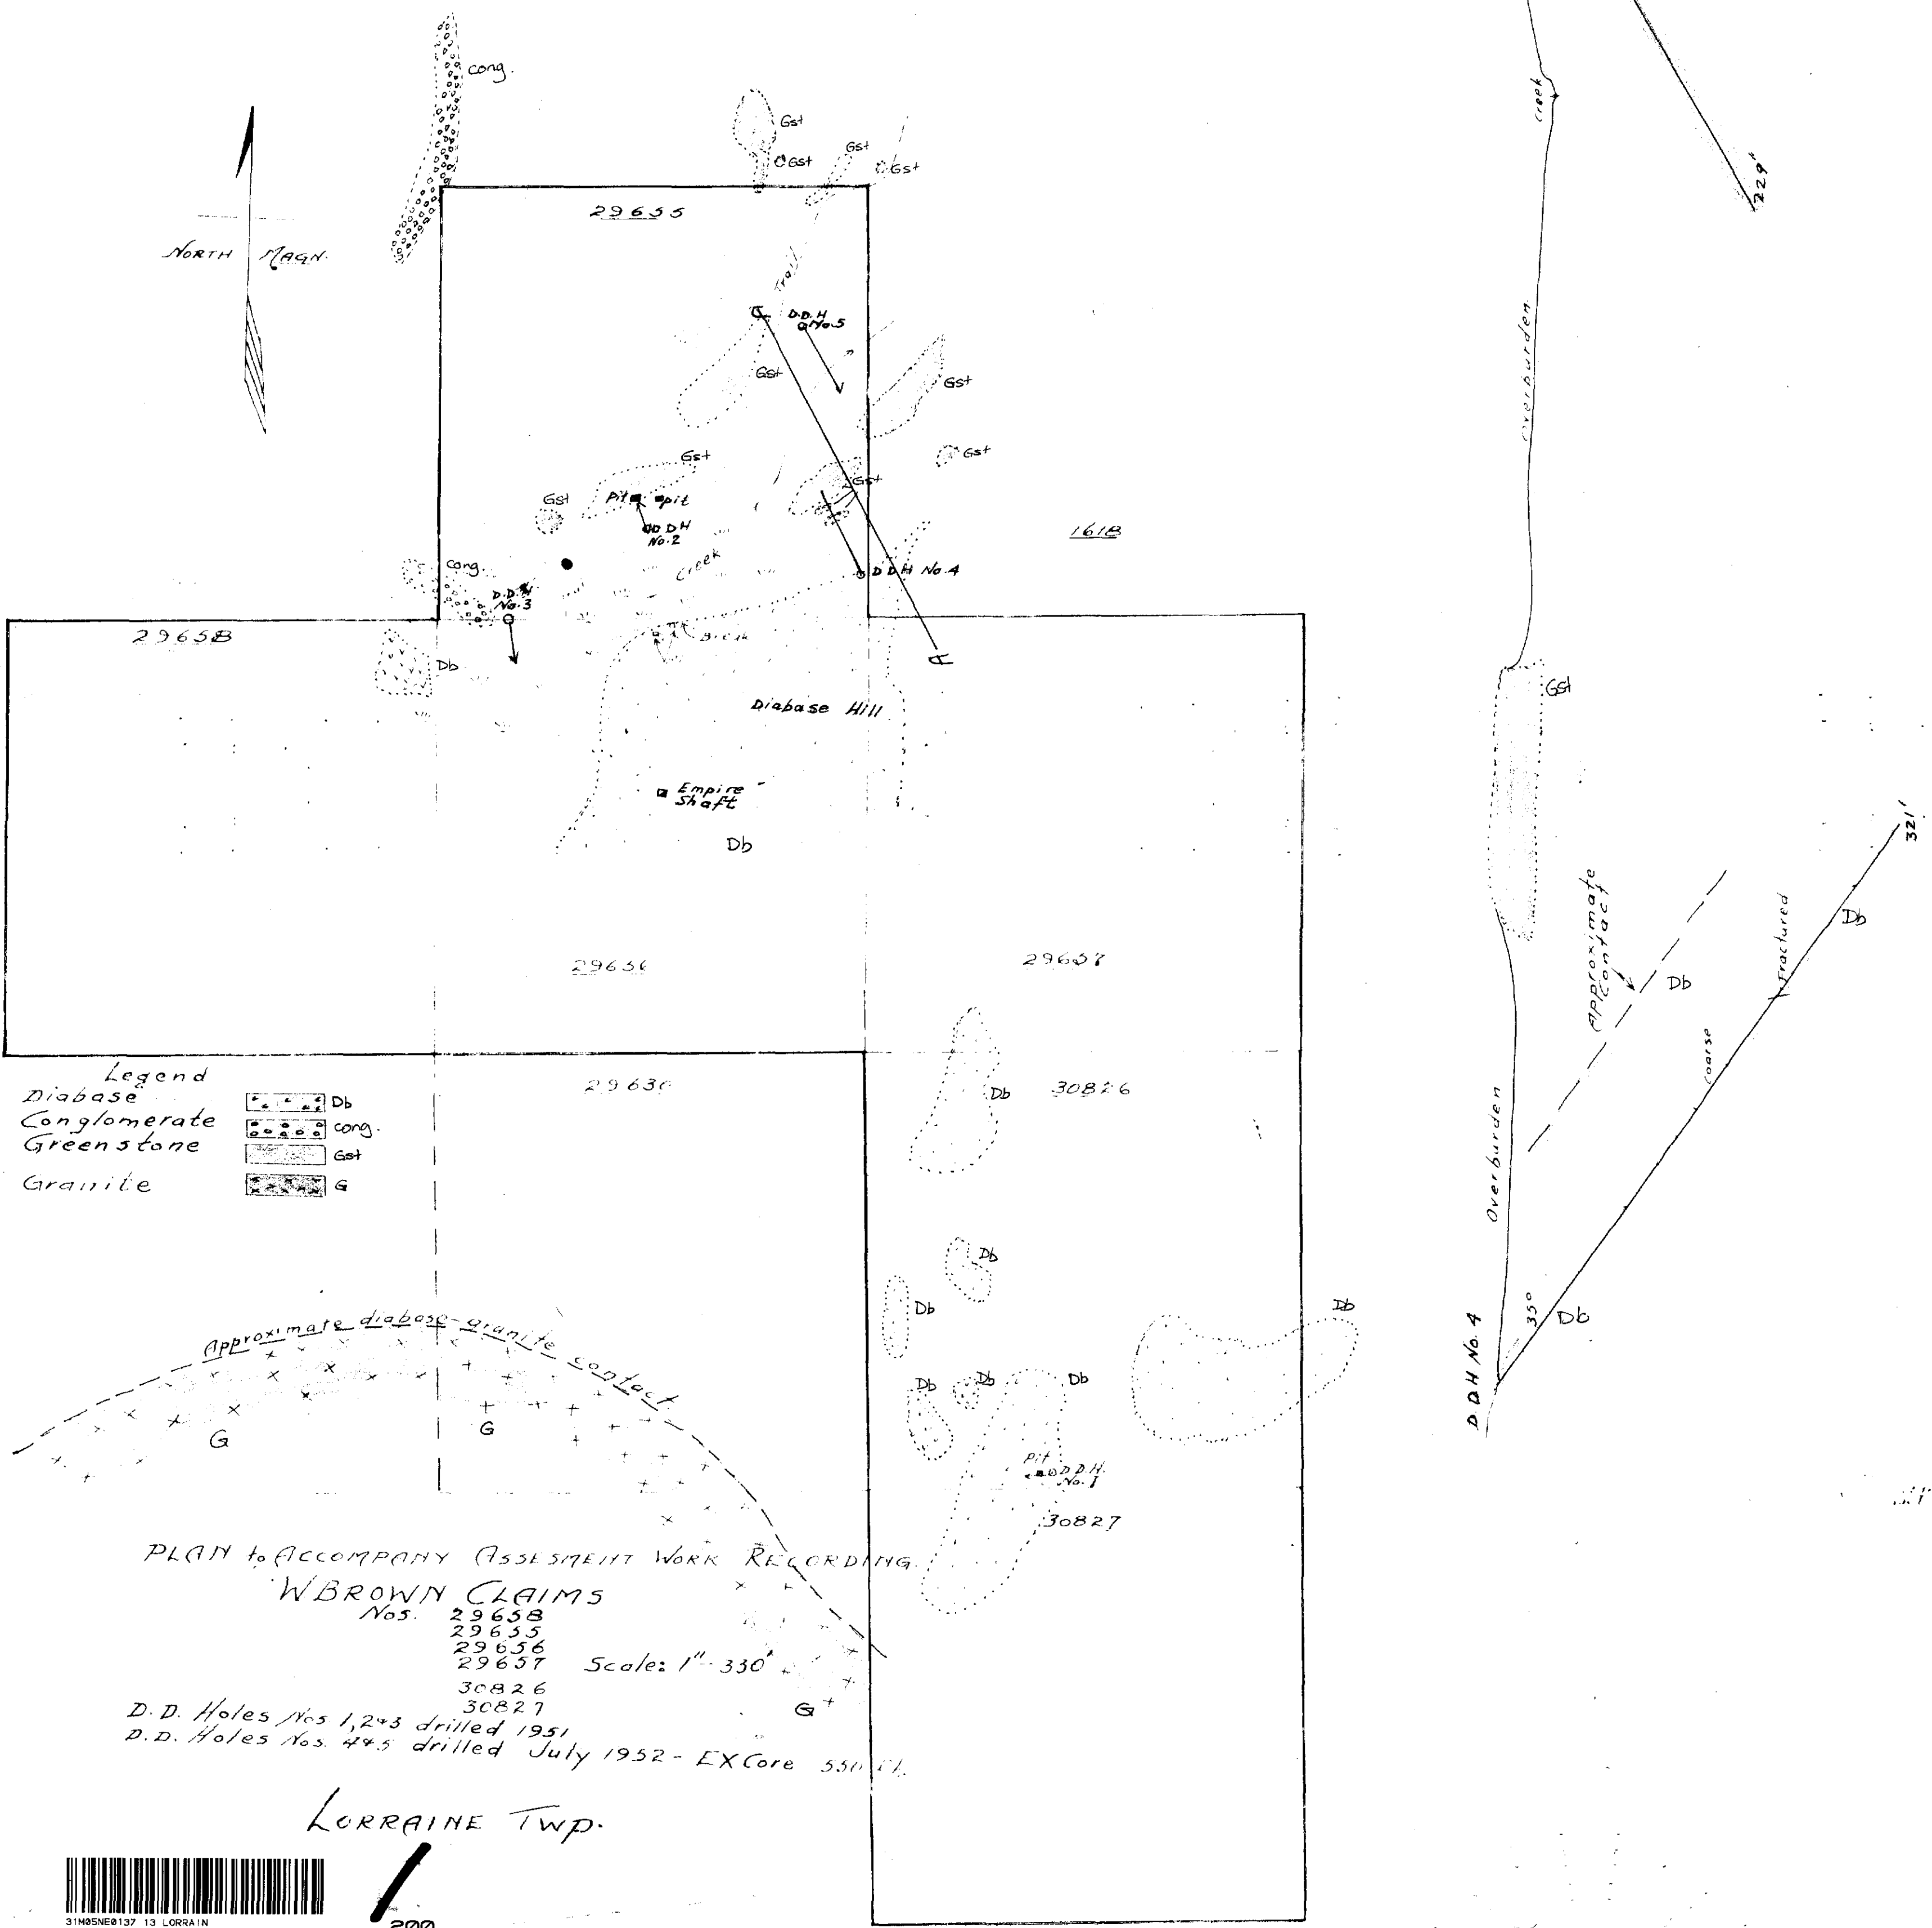 cong.
Gst
Gst
Gst
Gst
29655
NORTH MAGN.
Trail
C
D.D.H
No.5
Gst
Gst
Gst
Gst
Gst
Gst
Pit
pit
D D H
No. 2
Creek
1618
cong.
D D H No. 4
D.D.H
No. 3
29658
Db
A
Diabase Hill
Empire
Shaft
Db
29656
29657
Legend
Diabase Db
Conglomerate cong.
Greenstone Gst
Granite G
29630
Db
30826
Db
Db
Db
Approximate diabase-granite contact
G
G
Db
Db
Db
Pit
D.D.H.
No. 1
30827
PLAN to ACCOMPANY ASSESMENT WORK RECORDING.
W BROWN CLAIMS
Nos. 29658
29655
29656
29657
Scale: 1"-330'
30826
30827
G
D.D. Holes Nos 1,2+3 drilled 1951
D.D. Holes Nos. 4+5 drilled July 1952 - EX Core 550 Ft.
LORRAINE TWP.
31M05NE0137 13 LORRAIN
200
Creek
229'
Overburden
Gst
321'
Approximate
Contact
Db
Fractured
Db
coarse
Overburden
35°
Db
D.D.H No. 4